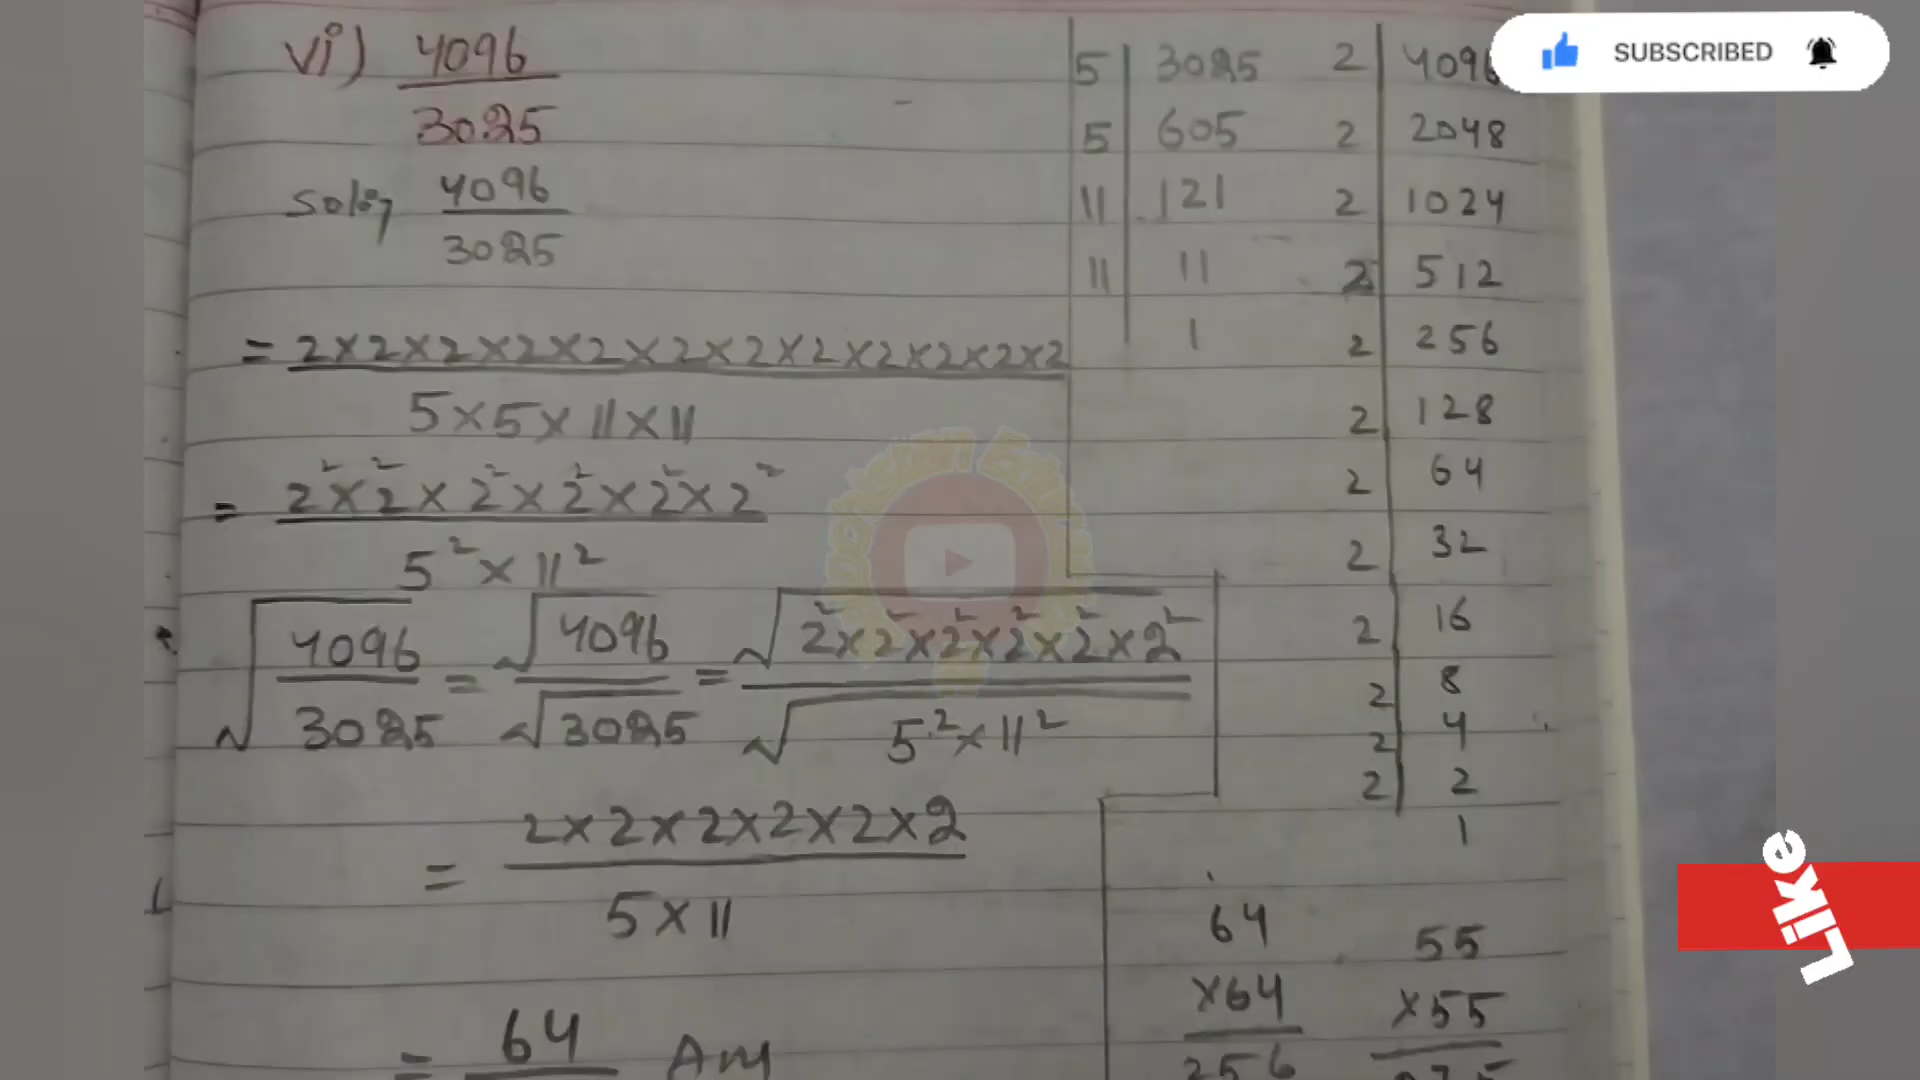 vi) 4096
3025
Soln, 4096
3025
= 2×2×2×2×2×2×2×2×2×2×2×2
5×5×11×11
= 2²×2²×2²×2²×2²×2²
5²×11²
√4096/3025 = √4096/√3025 = √2²×2²×2²×2²×2²×2²/√5²×11²
= 2×2×2×2×2×2
5×11
= 64 Ans
5 | 3025
5 | 605
11 | 121
11 | 11
1
2 | 4096
2 | 2048
2 | 1024
2 | 512
2 | 256
2 | 128
2 | 64
2 | 32
2 | 16
2 | 8
2 | 4
2 | 2
1
64
×64
256
55
×55
275
SUBSCRIBED
Like